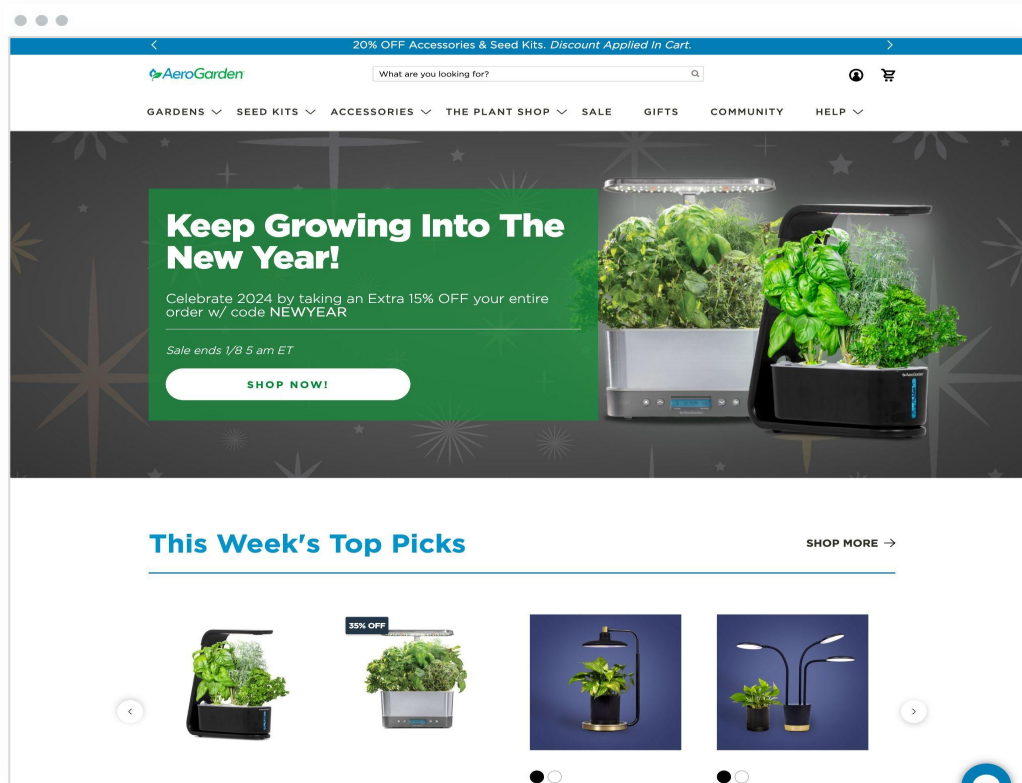 20% OFF Accessories & Seed Kits. Discount Applied In Cart.
AeroGarden
What are you looking for?
GARDENS SEED KITS ACCESSORIES THE PLANT SHOP SALE GIFTS COMMUNITY HELP
Keep Growing Into The
New Year!
Celebrate 2024 by taking an Extra 15% OFF your entire
order w/ code NEWYEAR
Sale ends 1/8 5 am ET
SHOP NOW!
This Week's Top Picks
SHOP MORE
35% OFF